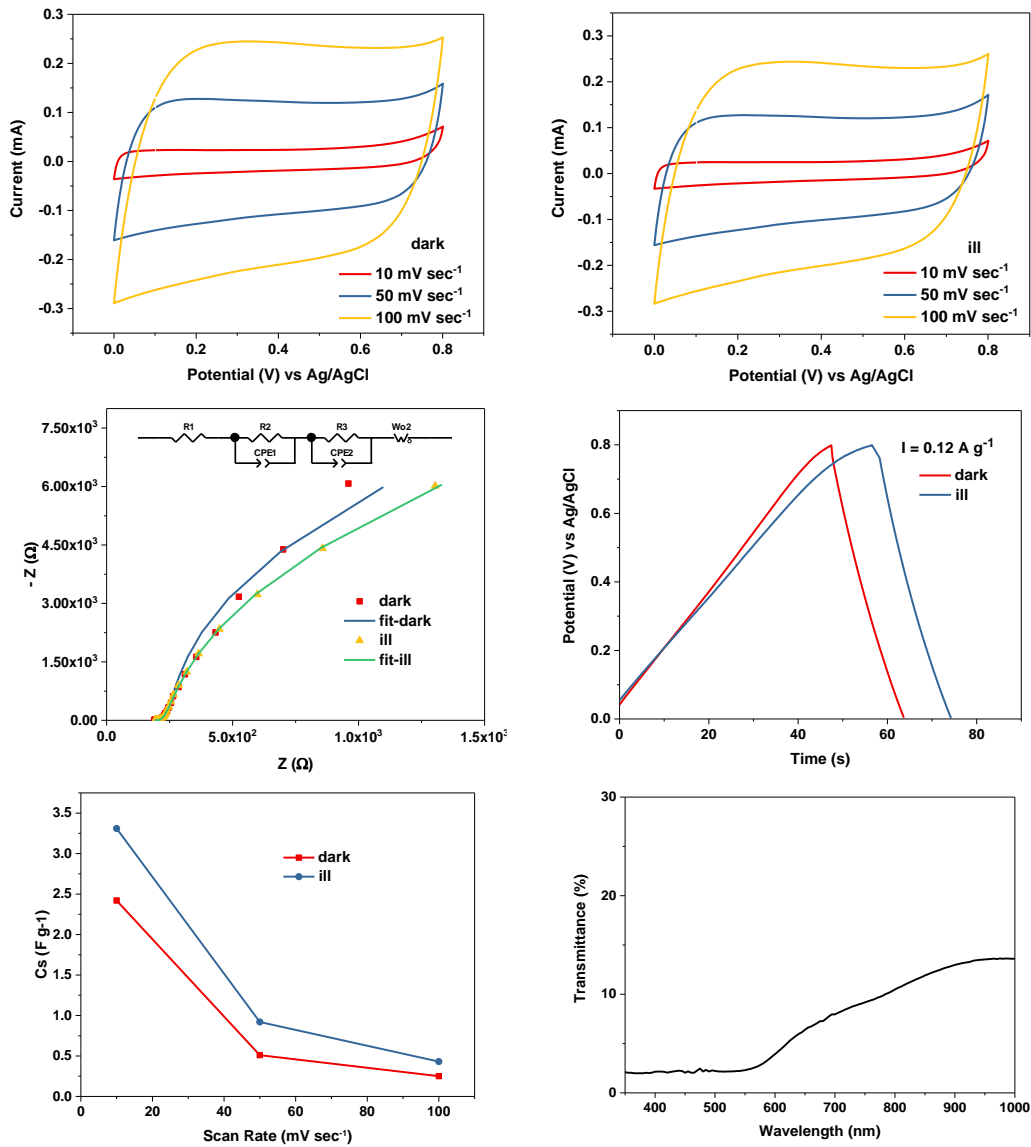 0.3
0.2
0.1
0.0
-0.1
-0.2
-0.3
Current (mA)
dark
10 mV sec-1
50 mV sec-1
100 mV sec-1
0.0 0.2 0.4 0.6 0.8
Potential (V) vs Ag/AgCl
0.3
0.2
0.1
0.0
-0.1
-0.2
-0.3
Current (mA)
ill
10 mV sec-1
50 mV sec-1
100 mV sec-1
0.0 0.2 0.4 0.6 0.8
Potential (V) vs Ag/AgCl
7.50x10³
6.00x10³
4.50x10³
3.00x10³
1.50x10³
0.00
- Z (Ω)
R1 R2 R3 Wo2
CPE1 CPE2
dark
fit-dark
ill
fit-ill
0.0 5.0x10² 1.0x10³ 1.5x10³
Z (Ω)
0.8
0.6
0.4
0.2
0.0
Potential (V) vs Ag/AgCl
I = 0.12 A g-1
dark
ill
0 20 40 60 80
Time (s)
3.5
3.0
2.5
2.0
1.5
1.0
0.5
0.0
Cs (F g-1)
dark
ill
0 20 40 60 80 100
Scan Rate (mV sec-1)
30
20
10
0
Transmittance (%)
400 500 600 700 800 900 1000
Wavelength (nm)